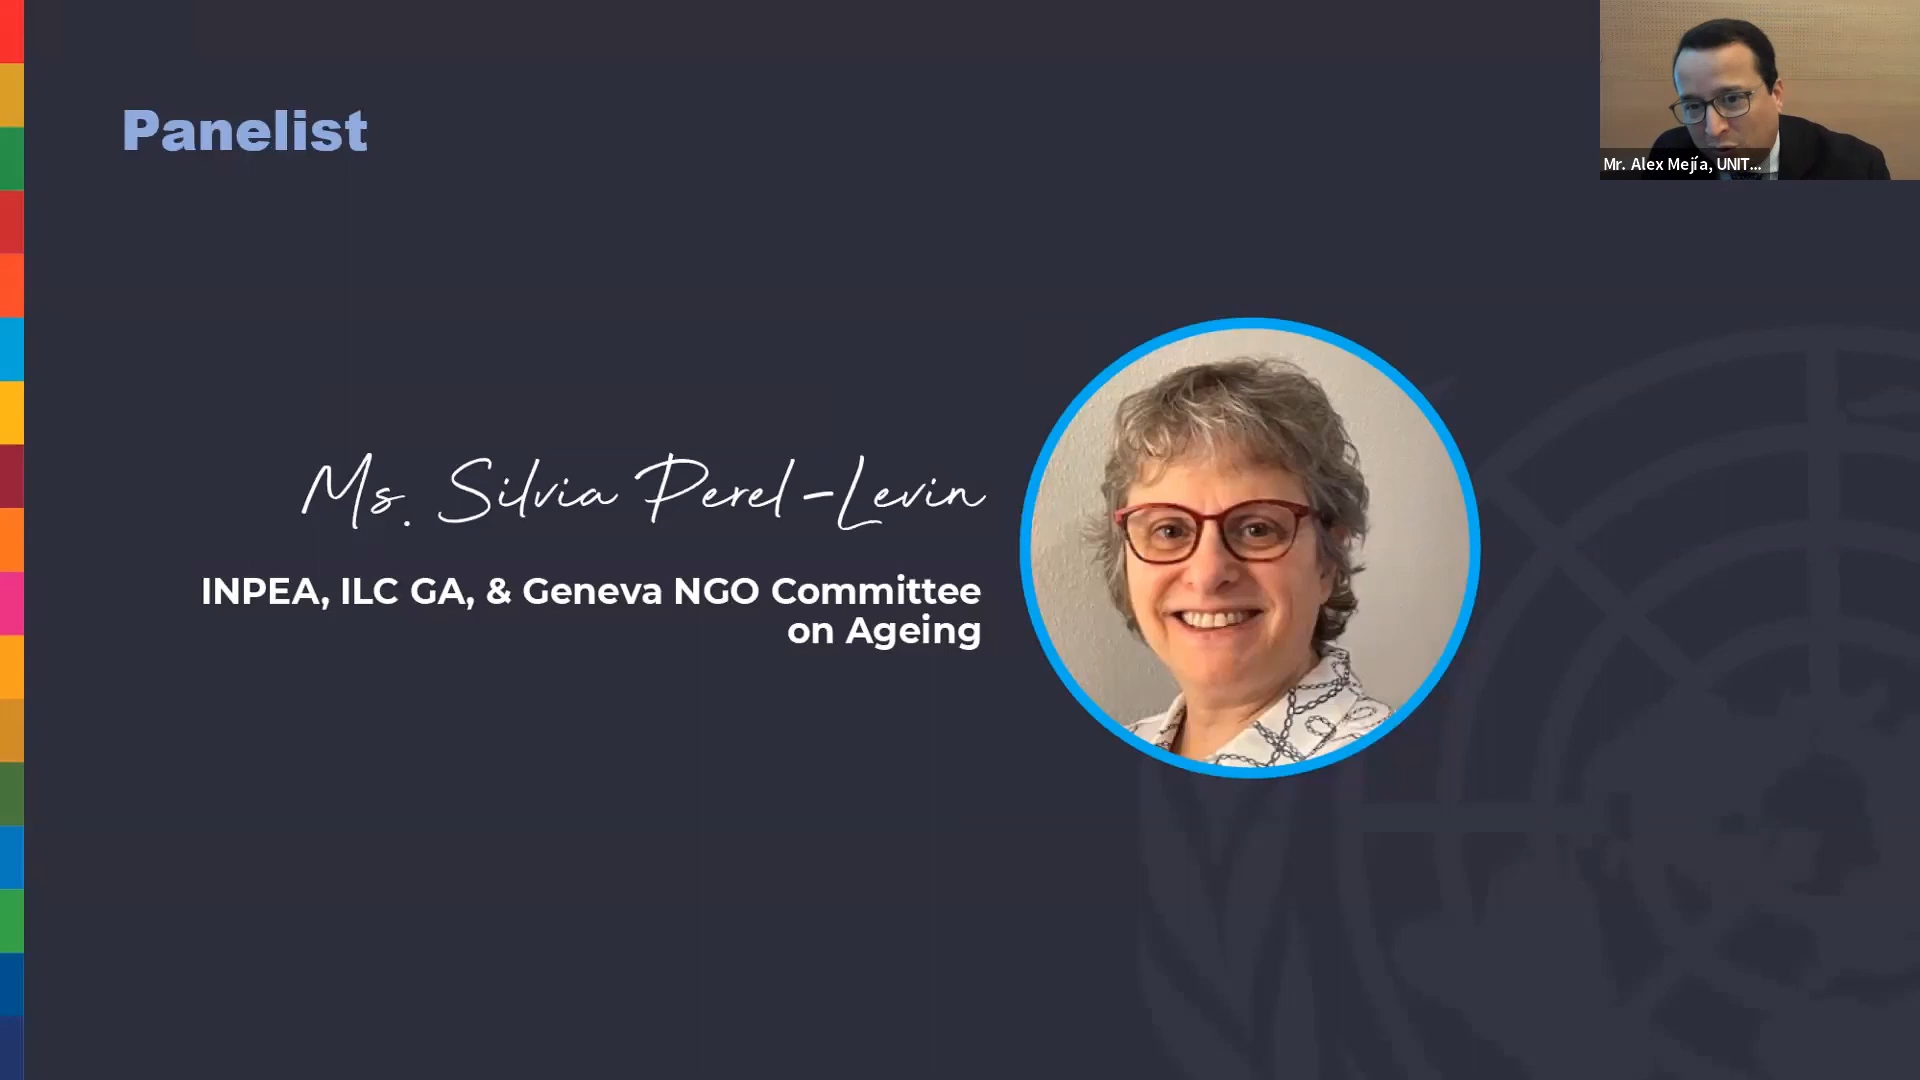 Panelist
Mr. Alex Mejía, UNIT...
Ms. Silvia Perel-Levin
INPEA, ILC GA, & Geneva NGO Committee
on Ageing